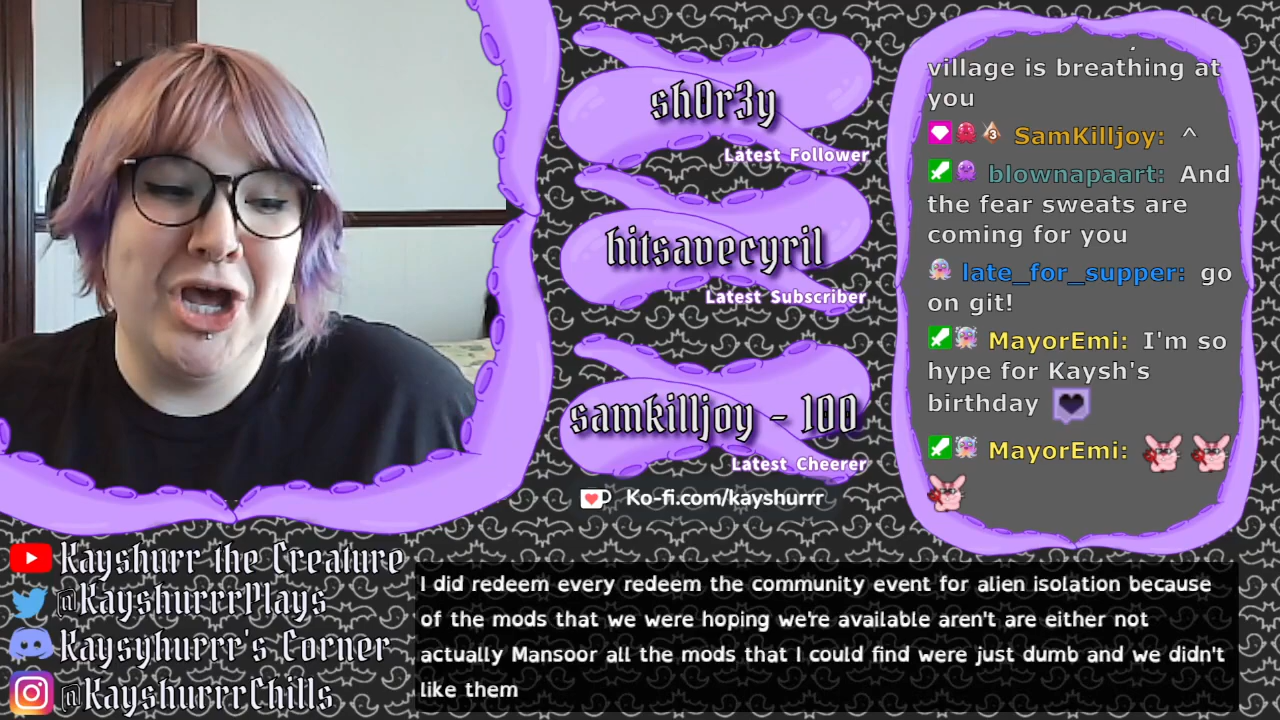 sh0r3y
Latest Follower
hitsavecyril
Latest Subscriber
samkilljoy - 100
Latest Cheerer
Ko-fi.com/kayshurrr
village is breathing at
you
3 SamKilljoy: ^
blownapaart: And
the fear sweats are
coming for you
late_for_supper: go
on git!
MayorEmi: I'm so
hype for Kaysh's
birthday
MayorEmi:
Kayshurr the Creature
@KayshurrrPlays
Kaysyhurrr's Corner
@KayshurrrChills
I did redeem every redeem the community event for alien isolation because
of the mods that we were hoping we're available aren't are either not
actually Mansoor all the mods that I could find were just dumb and we didn't
like them